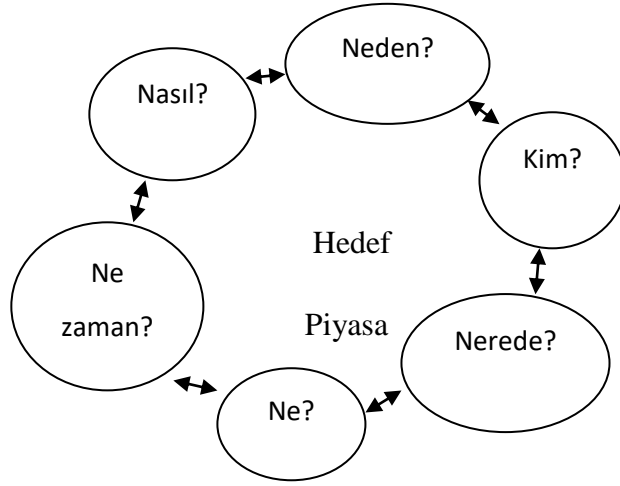 Neden?
Nasıl?
Kim?
Hedef
Ne
zaman?
Piyasa
Nerede?
Ne?